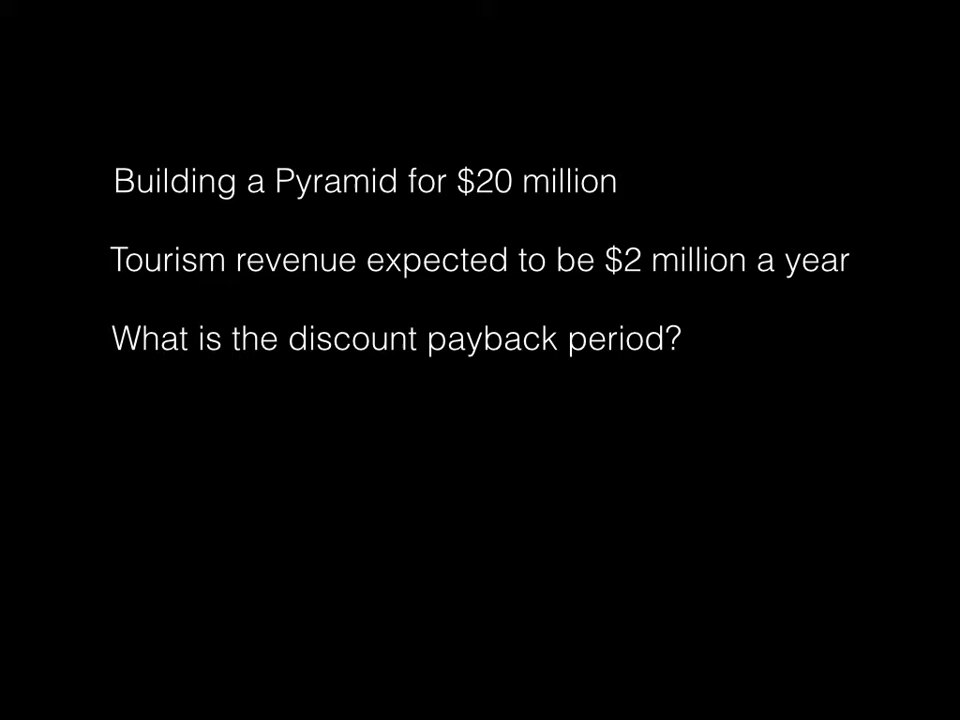 Building a Pyramid for $20 million
Tourism revenue expected to be $2 million a year
What is the discount payback period?